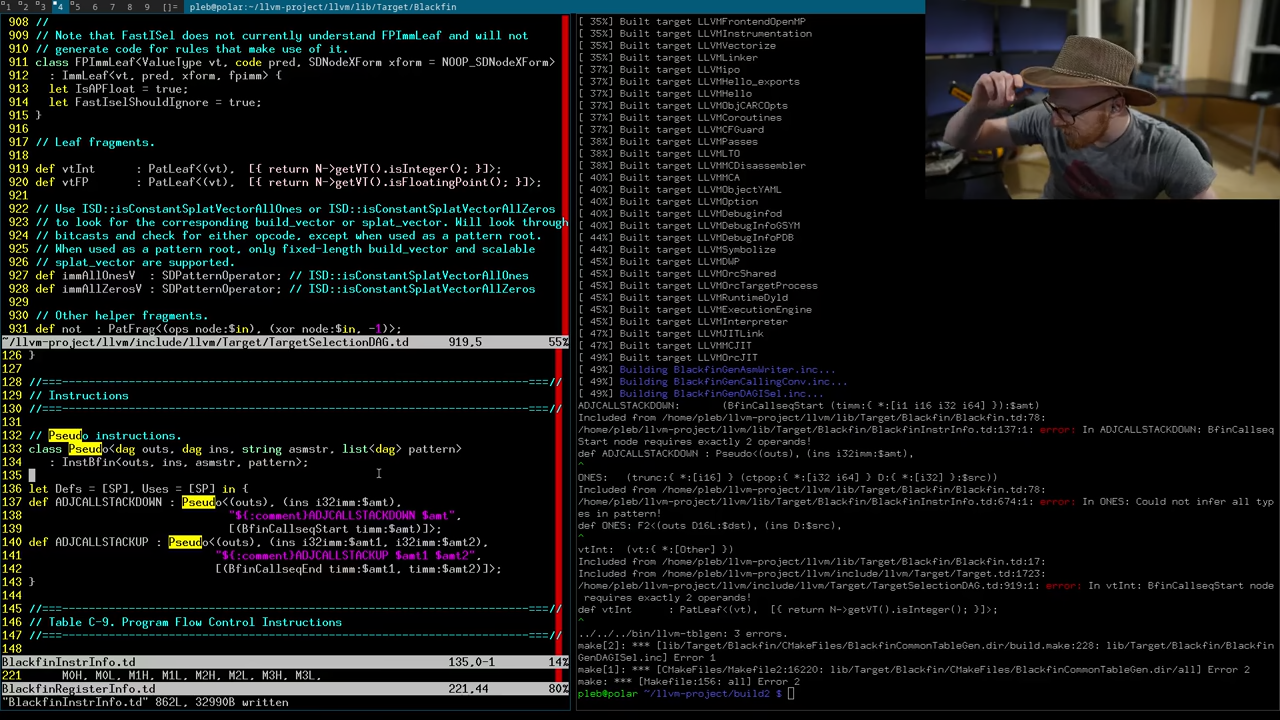 1 2 3 4 5 6 7 8 9 []= pleb@polar:~/llvm-project/llvm/lib/Target/Blackfin
908 //
909 // Note that FastISel does not currently understand FPImmLeaf and will not
910 // generate code for rules that make use of it.
911 class FPImmLeaf<ValueType vt, code pred, SDNodeXForm xform = NOOP_SDNodeXForm>
912 : ImmLeaf<vt, pred, xform, fpimm> {
913 let IsAPFloat = true;
914 let FastIselShouldIgnore = true;
915 }
916
917 // Leaf fragments.
918
919 def vtInt : PatLeaf<(vt), [{ return N->getVT().isInteger(); }]>;
920 def vtFP : PatLeaf<(vt), [{ return N->getVT().isFloatingPoint(); }]>;
921
922 // Use ISD::isConstantSplatVectorAllOnes or ISD::isConstantSplatVectorAllZeros
923 // to look for the corresponding build_vector or splat_vector. Will look through
924 // bitcasts and check for either opcode, except when used as a pattern root.
925 // When used as a pattern root, only fixed-length build_vector and scalable
926 // splat_vector are supported.
927 def immAllOnesV : SDPatternOperator; // ISD::isConstantSplatVectorAllOnes
928 def immAllZerosV : SDPatternOperator; // ISD::isConstantSplatVectorAllZeros
929
930 // Other helper fragments.
931 def not : PatFrag<(ops node:$in), (xor node:$in, -1)>;
~/llvm-project/llvm/include/llvm/Target/TargetSelectionDAG.td 919,5 55%
126 }
127
128 //===----------------------------------------------------------------------===//
129 // Instructions
130 //===----------------------------------------------------------------------===//
131
132 // Pseudo instructions.
133 class Pseudo<dag outs, dag ins, string asmstr, list<dag> pattern>
134 : InstBfin<outs, ins, asmstr, pattern>;
135
136 let Defs = [SP], Uses = [SP] in {
137 def ADJCALLSTACKDOWN : Pseudo<(outs), (ins i32imm:$amt),
138 "${:comment}ADJCALLSTACKDOWN $amt",
139 [(BfinCallseqStart timm:$amt)]>;
140 def ADJCALLSTACKUP : Pseudo<(outs), (ins i32imm:$amt1, i32imm:$amt2),
141 "${:comment}ADJCALLSTACKUP $amt1 $amt2",
142 [(BfinCallseqEnd timm:$amt1, timm:$amt2)]>;
143 }
144
145 //===----------------------------------------------------------------------===//
146 // Table C-9. Program Flow Control Instructions
147 //===----------------------------------------------------------------------===//
148
BlackfinInstrInfo.td 135,0-1 14%
221 M0H, M0L, M1H, M1L, M2H, M2L, M3H, M3L,
BlackfinRegisterInfo.td 221,44 80%
"BlackfinInstrInfo.td" 862L, 32990B written
[ 35%] Built target LLVMFrontendOpenMP
[ 35%] Built target LLVMInstrumentation
[ 35%] Built target LLVMVectorize
[ 35%] Built target LLVMLinker
[ 37%] Built target LLVMipo
[ 37%] Built target LLVMHello_exports
[ 37%] Built target LLVMHello
[ 37%] Built target LLVMObjCARCOpts
[ 37%] Built target LLVMCoroutines
[ 37%] Built target LLVMCFGuard
[ 38%] Built target LLVMPasses
[ 38%] Built target LLVMLTO
[ 38%] Built target LLVMMCDisassembler
[ 40%] Built target LLVMMCA
[ 40%] Built target LLVMObjectYAML
[ 40%] Built target LLVMOption
[ 40%] Built target LLVMDebuginfod
[ 44%] Built target LLVMDebugInfoGSYM
[ 44%] Built target LLVMDebugInfoPDB
[ 45%] Built target LLVMSymbolize
[ 45%] Built target LLVMDWP
[ 45%] Built target LLVMOrcShared
[ 45%] Built target LLVMOrcTargetProcess
[ 45%] Built target LLVMRuntimeDyld
[ 45%] Built target LLVMExecutionEngine
[ 45%] Built target LLVMInterpreter
[ 47%] Built target LLVMJITLink
[ 47%] Built target LLVMMCJIT
[ 49%] Built target LLVMOrcJIT
[ 49%] Building BlackfinGenAsmWriter.inc...
[ 49%] Building BlackfinGenCallingConv.inc...
[ 49%] Building BlackfinGenDAGISel.inc...
ADJCALLSTACKDOWN: (BfinCallseqStart (timm:{ *:[i1 i16 i32 i64] }):$amt)
Included from /home/pleb/llvm-project/llvm/lib/Target/Blackfin/Blackfin.td:78:
/home/pleb/llvm-project/llvm/lib/Target/Blackfin/BlackfinInstrInfo.td:137:1: error: In ADJCALLSTACKDOWN: BfinCallseq
Start node requires exactly 2 operands!
def ADJCALLSTACKDOWN : Pseudo<(outs), (ins i32imm:$amt),
^
ONES: (trunc:{ *:[i16] } (ctpop:{ *:[i32 i64] } D:{ *:[i32] }:$src))
Included from /home/pleb/llvm-project/llvm/lib/Target/Blackfin/Blackfin.td:78:
/home/pleb/llvm-project/llvm/lib/Target/Blackfin/BlackfinInstrInfo.td:674:1: error: In ONES: Could not infer all typ
es in pattern!
def ONES: F2<(outs D16L:$dst), (ins D:$src),
^
vtInt: (vt:{ *:[Other] })
Included from /home/pleb/llvm-project/llvm/lib/Target/Blackfin/Blackfin.td:17:
Included from /home/pleb/llvm-project/llvm/include/llvm/Target/Target.td:1723:
/home/pleb/llvm-project/llvm/include/llvm/Target/TargetSelectionDAG.td:919:1: error: In vtInt: BfinCallseqStart node
requires exactly 2 operands!
def vtInt : PatLeaf<(vt), [{ return N->getVT().isInteger(); }]>;
^
../../../bin/llvm-tblgen: 3 errors.
make[2]: *** [lib/Target/Blackfin/CMakeFiles/BlackfinCommonTableGen.dir/build.make:228: lib/Target/Blackfin/Blackfin
GenDAGISel.inc] Error 1
make[1]: *** [CMakeFiles/Makefile2:16220: lib/Target/Blackfin/CMakeFiles/BlackfinCommonTableGen.dir/all] Error 2
make: *** [Makefile:156: all] Error 2
pleb@polar ~/llvm-project/build2 $